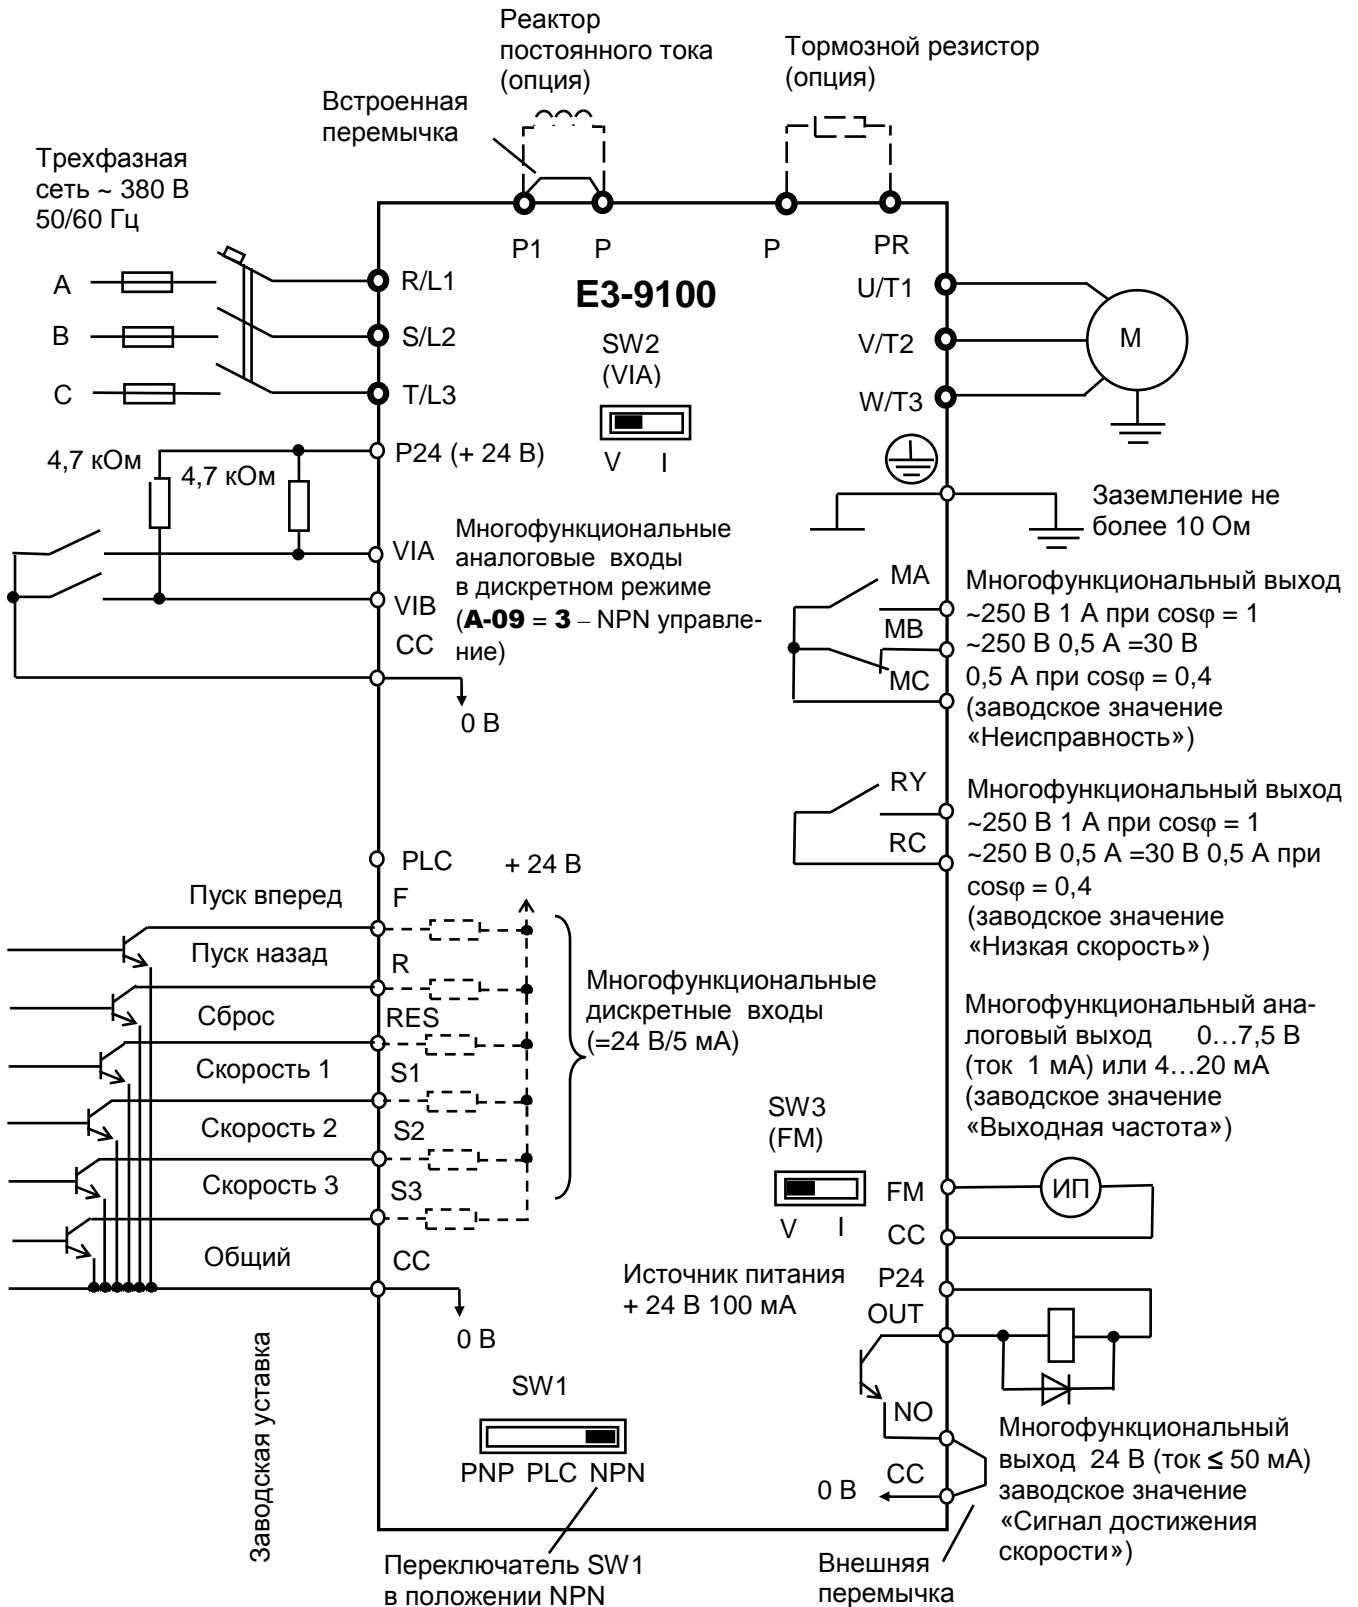 Реактор
постоянного тока
(опция)
Тормозной резистор
(опция)
Встроенная
перемычка
Трехфазная
сеть ~ 380 В
50/60 Гц
P1
P
P
PR
A
R/L1
E3-9100
U/T1
B
S/L2
SW2
(VIA)
V/T2
M
C
T/L3
W/T3
4,7 кОм
4,7 кОм
P24 (+ 24 В)
V I
Заземление не
более 10 Ом
VIA
Многофункциональные
аналоговые входы
в дискретном режиме
(A-09 = 3 – NPN управле-
ние)
VIB
CC
0 В
MA
MB
MC
Многофункциональный выход
~250 В 1 А при cosφ = 1
~250 В 0,5 А =30 В
0,5 А при cosφ = 0,4
(заводское значение
«Неисправность»)
RY
RC
Многофункциональный выход
~250 В 1 А при cosφ = 1
~250 В 0,5 А =30 В 0,5 А при
cosφ = 0,4
(заводское значение
«Низкая скорость»)
PLC
+ 24 В
Пуск вперед
F
Пуск назад
R
Сброс
RES
Скорость 1
S1
Скорость 2
S2
Скорость 3
S3
Общий
CC
0 В
Многофункциональные
дискретные входы
(=24 В/5 мА)
Многофункциональный ана-
логовый выход 0…7,5 В
(ток 1 мА) или 4…20 мА
(заводское значение
«Выходная частота»)
SW3
(FM)
V I
FM
ИП
CC
Источник питания
+ 24 В 100 мА
P24
OUT
NO
CC
0 В
Многофункциональный
выход 24 В (ток ≤ 50 мА)
заводское значение
«Сигнал достижения
скорости»)
Заводская уставка
SW1
PNP PLC NPN
Переключатель SW1
в положении NPN
Внешняя
перемычка